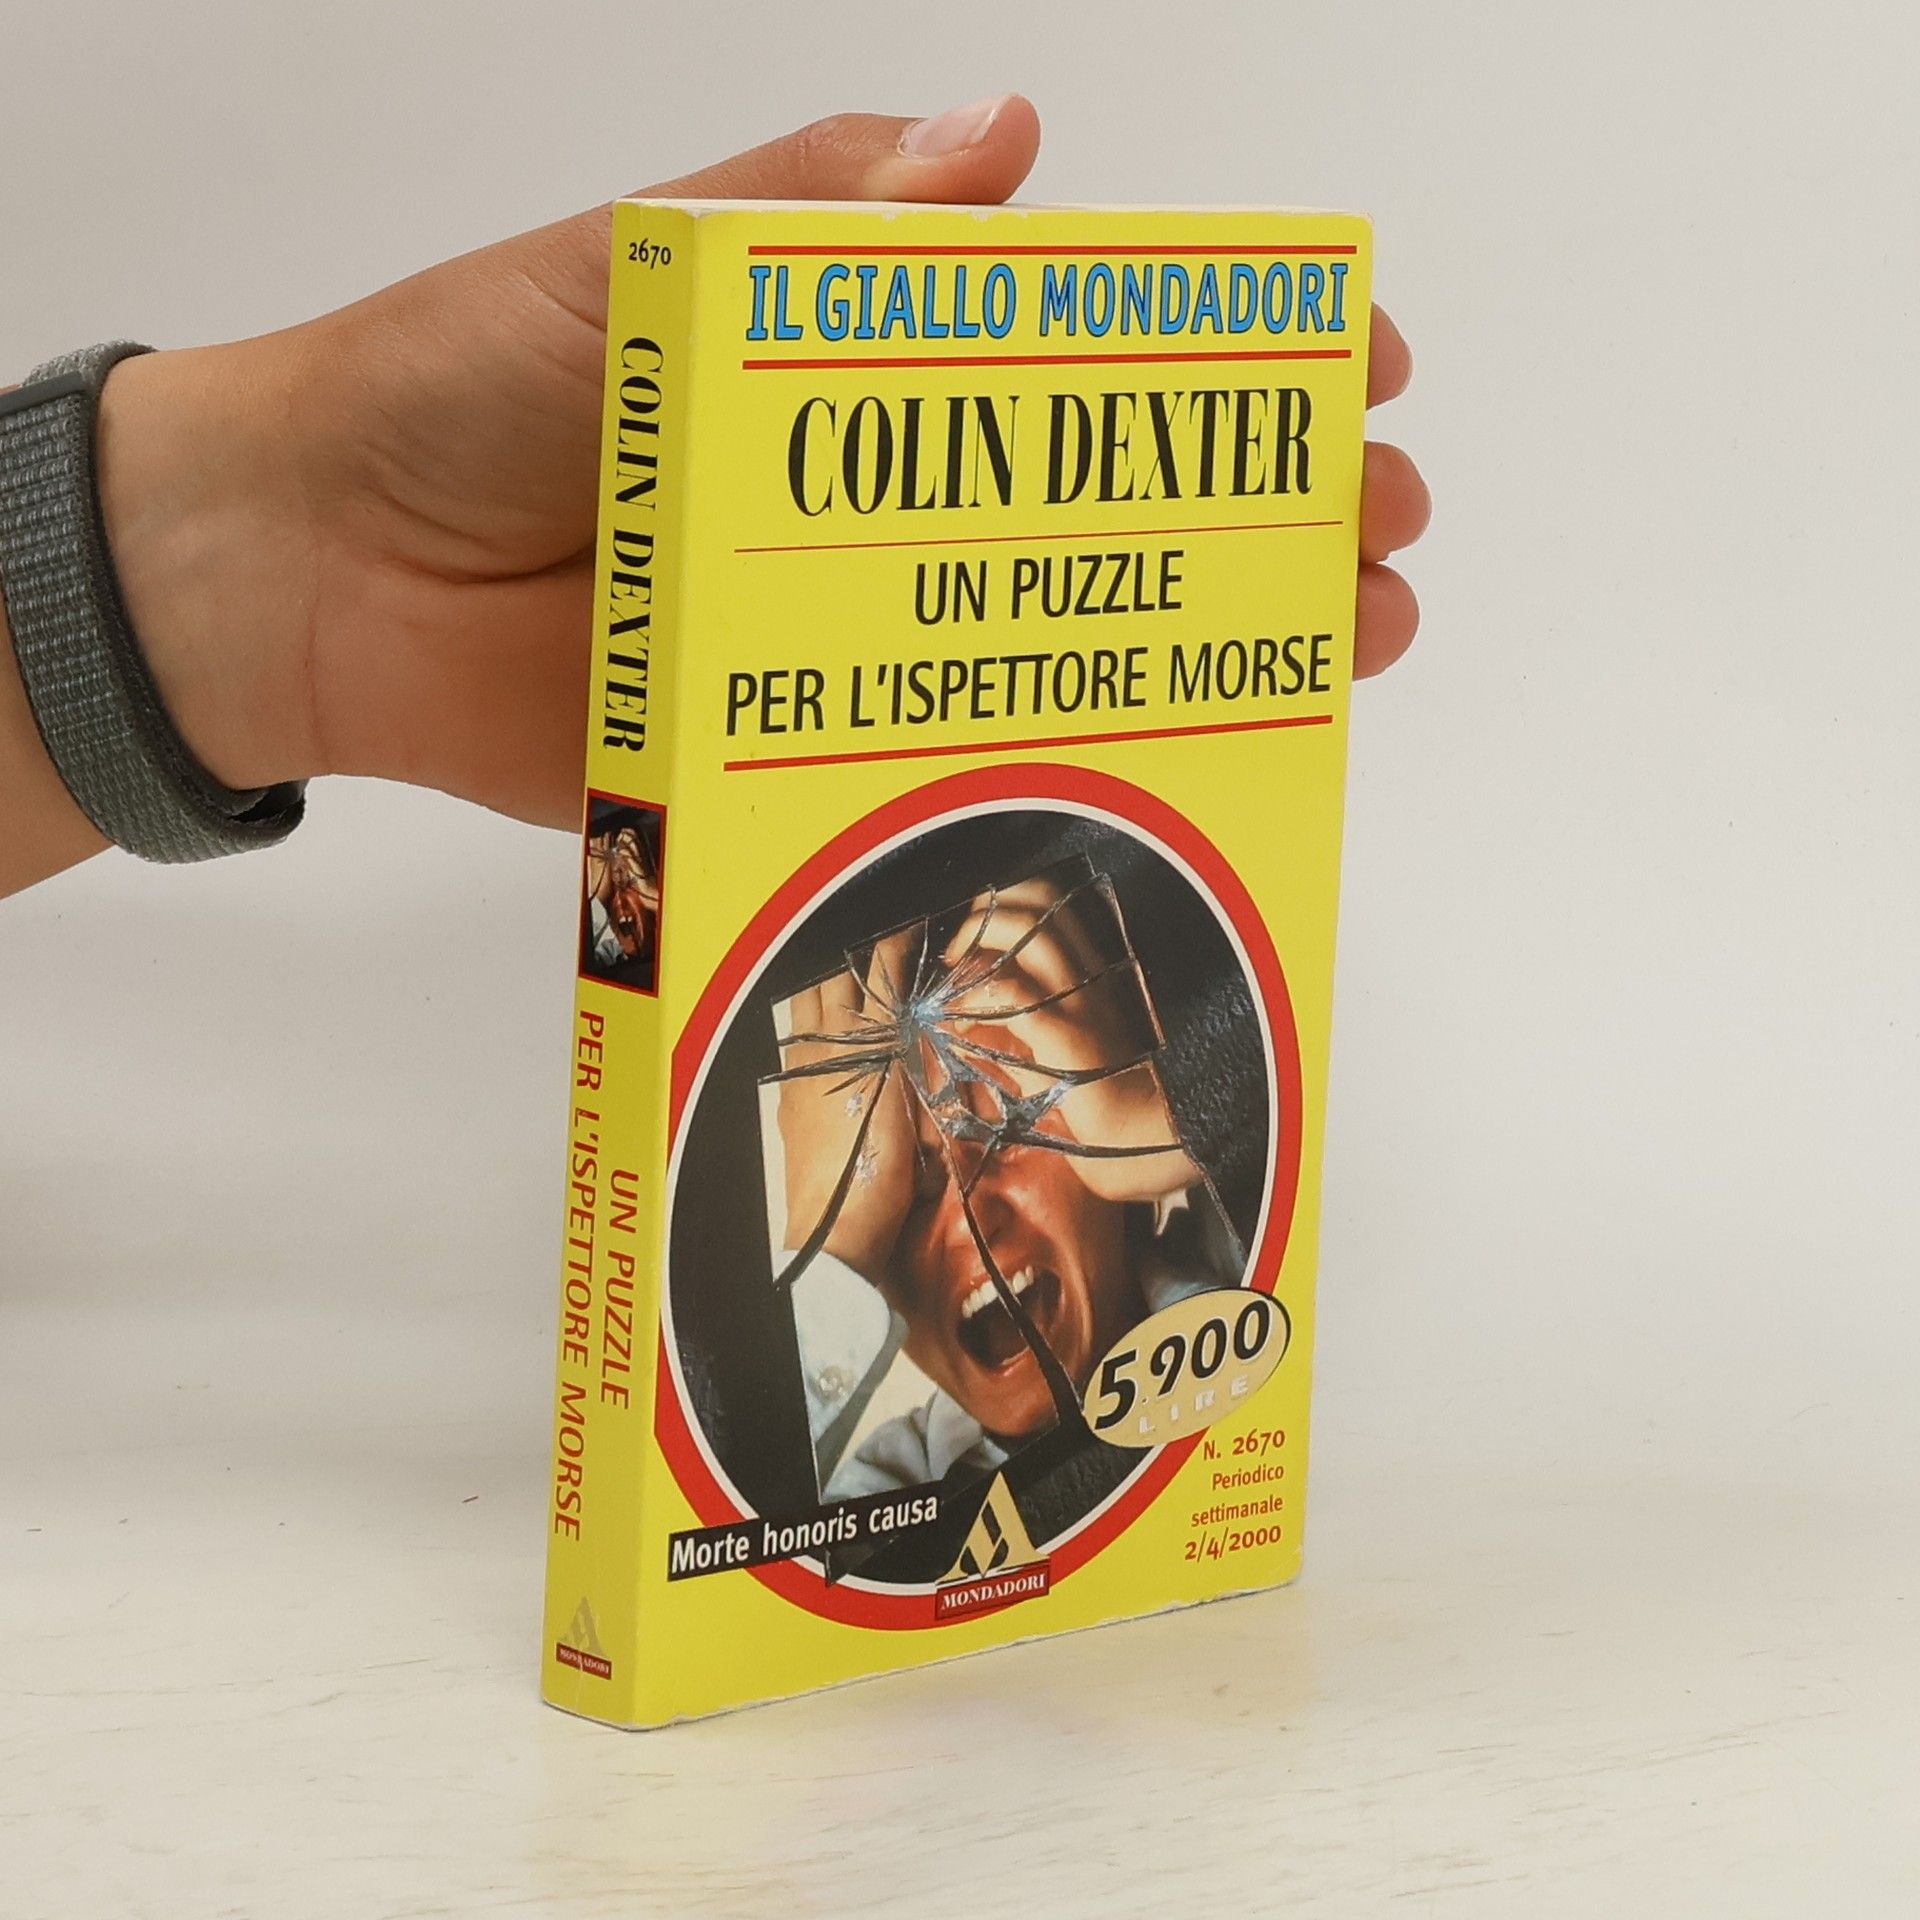 2670
COLIN DEXTER
UN PUZZLE
PER L'ISPETTORE MORSE
MONDADORI
IL GIALLO MONDADORI
COLIN DEXTER
UN PUZZLE
PER L'ISPETTORE MORSE
5.900
LIRE
N. 2670
Periodico
settimanale
2/4/2000
Morte honoris causa
MONDADORI